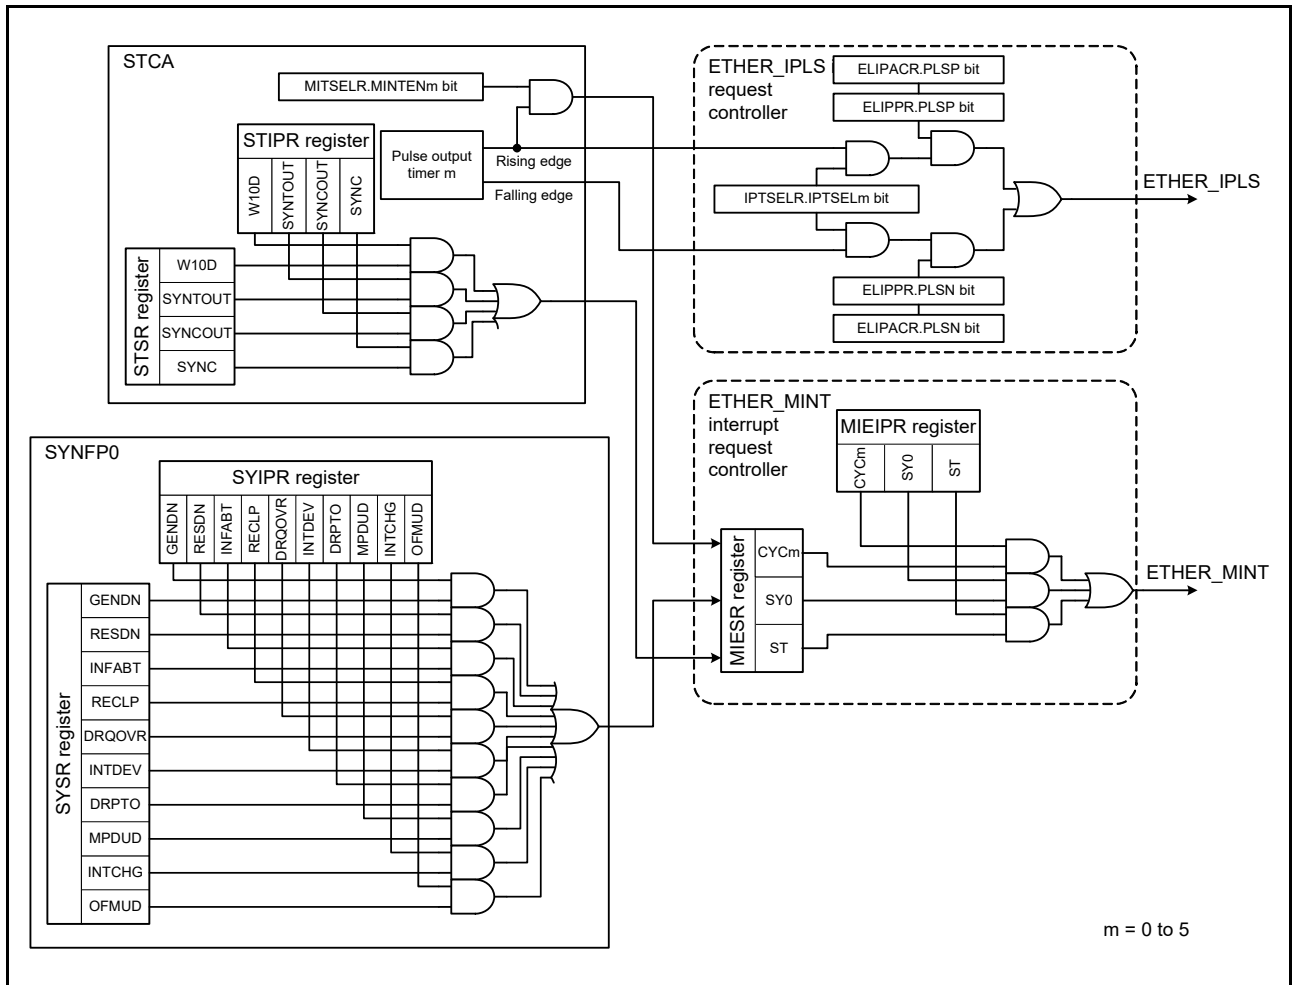 STCA
MITSELR.MINTENm bit
STIPR register
W10D
SYNTOUT
SYNCOUT
SYNC
Pulse output
timer m
Rising edge
Falling edge
STSR register
W10D
SYNTOUT
SYNCOUT
SYNC
ETHER_IPLS
request
controller
ELIPACR.PLSP bit
ELIPPR.PLSP bit
IPTSELR.IPTSELm bit
ELIPPR.PLSN bit
ELIPACR.PLSN bit
ETHER_IPLS
SYNFP0
SYIPR register
GENDN
RESDN
INFABT
RECLP
DRQOVR
INTDEV
DRPTO
MPDUD
INTCHG
OFMUD
SYSR register
GENDN
RESDN
INFABT
RECLP
DRQOVR
INTDEV
DRPTO
MPDUD
INTCHG
OFMUD
ETHER_MINT
interrupt
request
controller
MIEIPR register
CYCm
SY0
ST
MIESR register
CYCm
SY0
ST
ETHER_MINT
m = 0 to 5